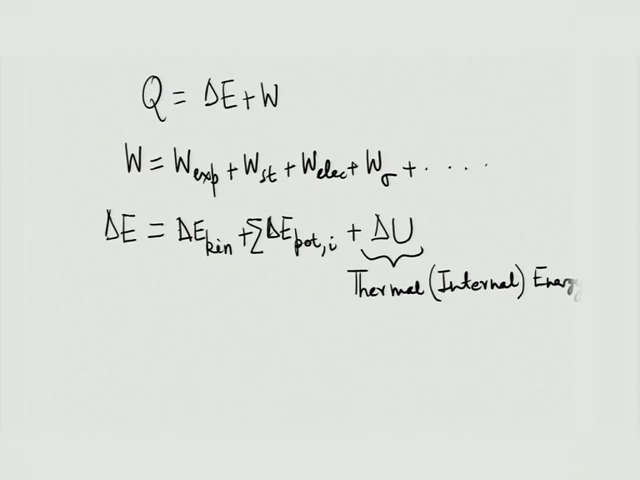 Q = ΔE + W
W = W_exp + W_st + W_elec + W_σ + . . . .
ΔE = ΔE_kin + ΣΔE_pot,i + ΔU
Thermal (Internal) Energy